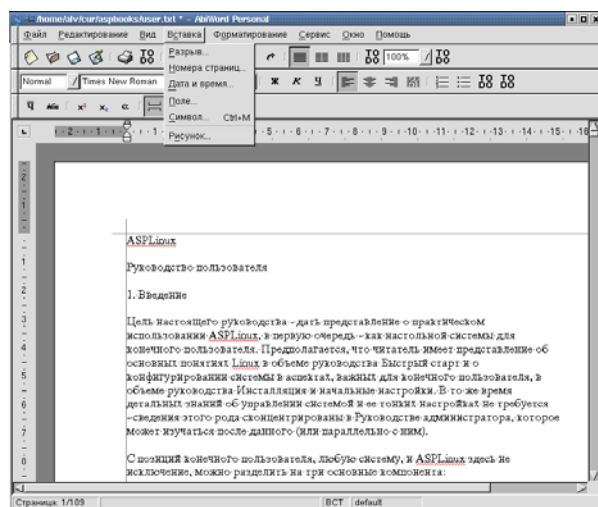 /home/alv/cur/aspbooks/user.txt * - AbiWord Personal
Файл Редактирование Вид Вставка Форматирование Сервис Окно Помощь
Разрыв...
Номера страниц...
Дата и время...
Поле...
Символ... Ctrl+M
Рисунок...
100%
Normal Times New Roman Ж К Ч
ASPLinux
Руководство пользователя
1. Введение
Цель настоящего руководства - дать представление о практическом
использовании ASPLinux, в первую очередь - как настольной системы для
конечного пользователя. Предполагается, что читатель имеет представление об
основных понятиях Linux в объеме руководства Быстрый старт и о
конфигурировании системы в аспектах, важных для конечного пользователя, в
объеме руководства Инсталляция и начальные настройки. В то же время
детальных знаний об управлении системой и ее тонких настройках не требуется
- сведения этого рода сконцентрированы в Руководстве администратора, которое
может изучаться после данного (или параллельно с ним).
С позиций конечного пользователя, любую систему, и ASPLinux здесь не
исключение, можно разделить на три основные компонента:
Страница: 1/109 ВСТ default